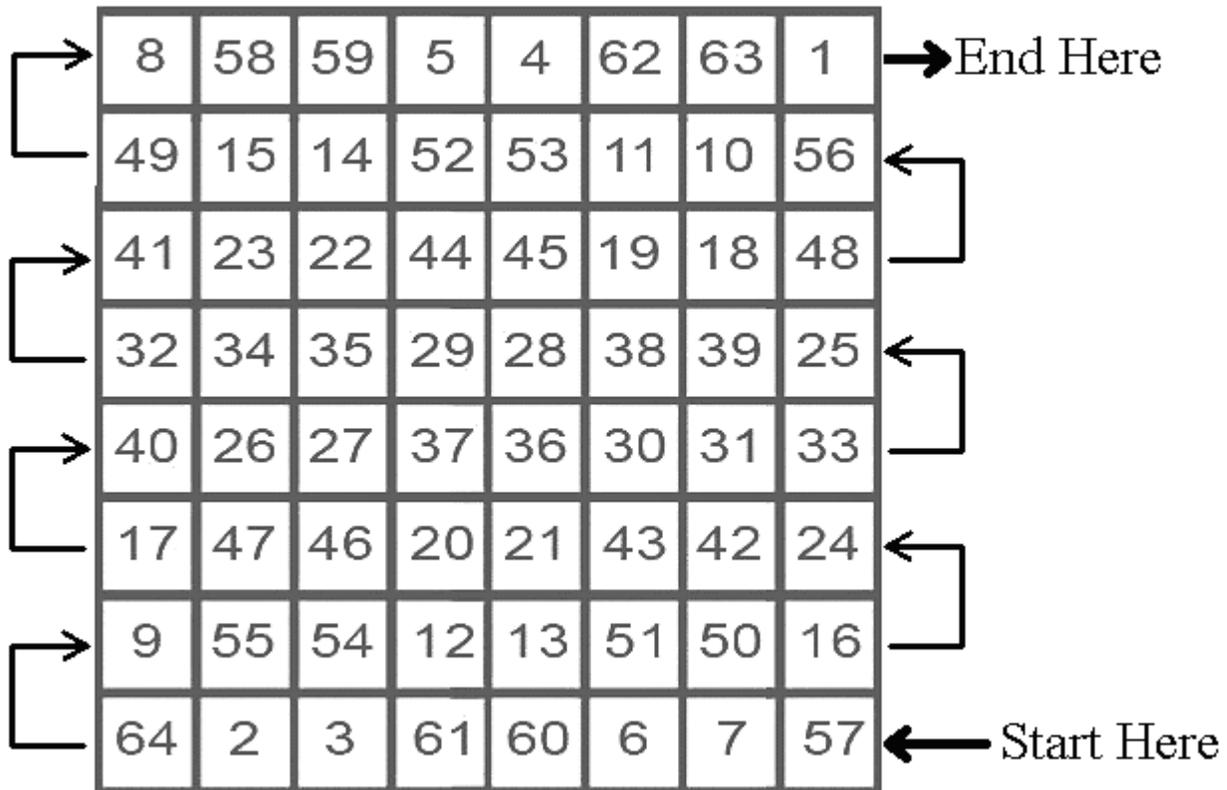 8 58 59 5 4 62 63 1 End Here
49 15 14 52 53 11 10 56
41 23 22 44 45 19 18 48
32 34 35 29 28 38 39 25
40 26 27 37 36 30 31 33
17 47 46 20 21 43 42 24
9 55 54 12 13 51 50 16
64 2 3 61 60 6 7 57 Start Here